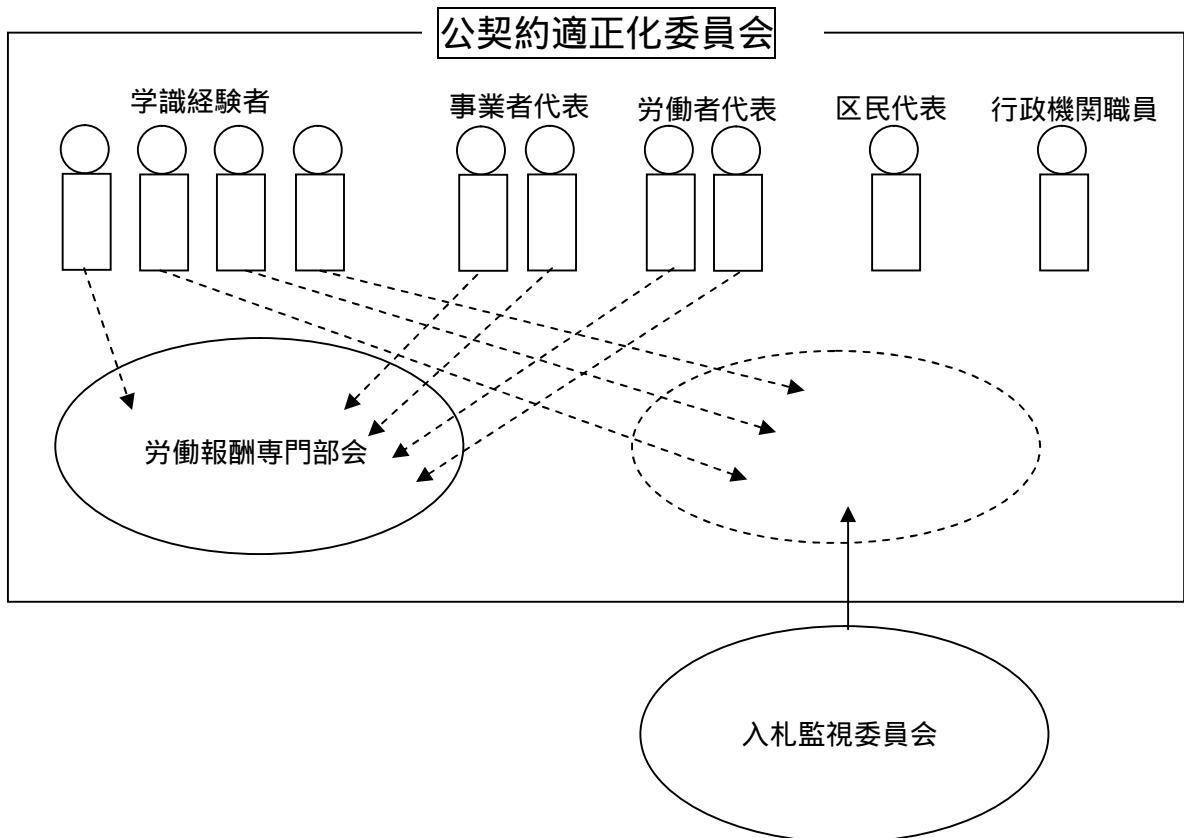 公契約適正化委員会
学識経験者
事業者代表
労働者代表
区民代表
行政機関職員
労働報酬専門部会
入札監視委員会